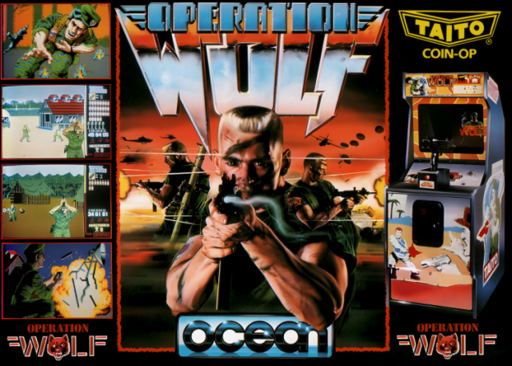 OPERATION
WOLF
TAITO
COIN-OP
OPERATION
WOLF
ocean
OPERATION
WOLF